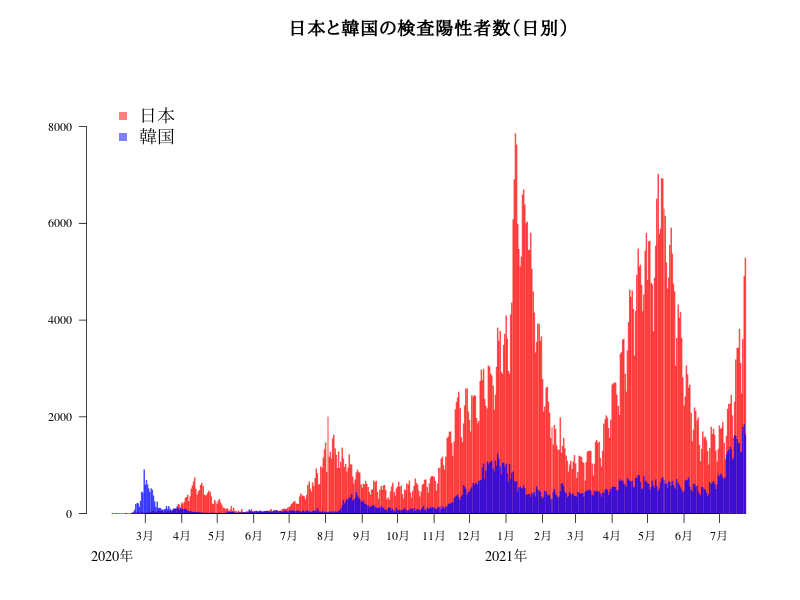 日本と韓国の検査陽性者数（日別）
日本
韓国
8000
6000
4000
2000
0
3月 4月 5月 6月 7月 8月 9月 10月 11月 12月 1月 2月 3月 4月 5月 6月 7月
2020年 2021年